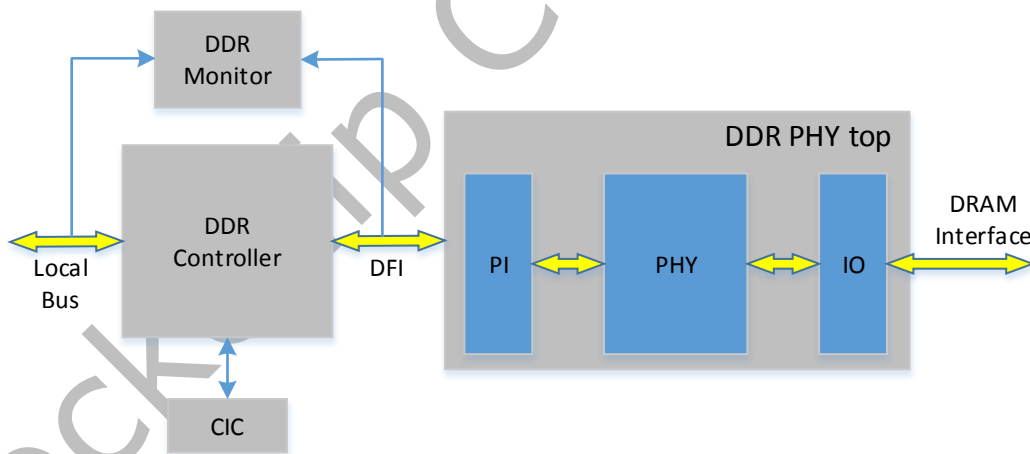 DDR
Monitor
DDR PHY top
DDR
Controller
Local
Bus
DFI
PI
PHY
IO
DRAM
Interface
CIC